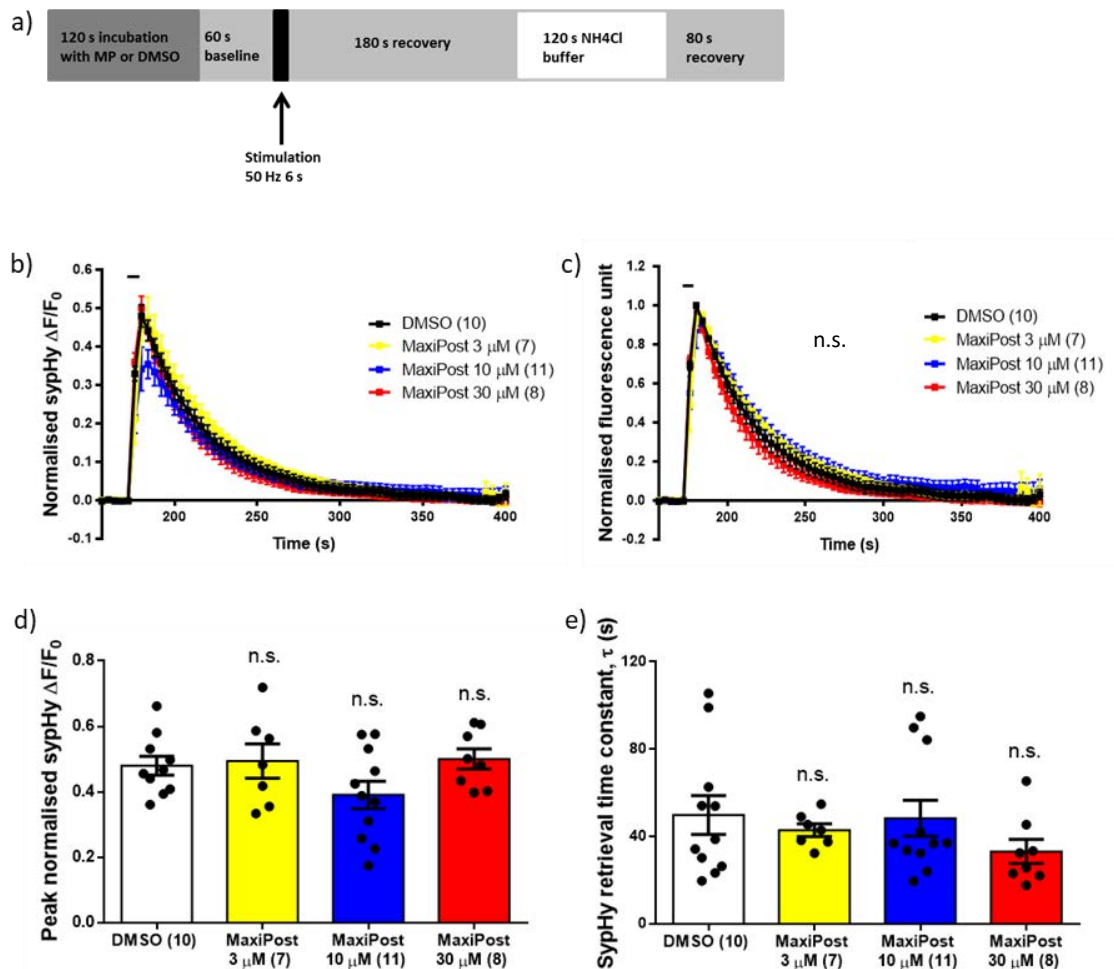 a)
120 s incubation
with MP or DMSO
60 s
baseline
180 s recovery
120 s NH4Cl
buffer
80 s
recovery
Stimulation
50 Hz 6 s
b)
Normalised sypHy ΔF/F0
0.6
0.5
0.4
0.3
0.2
0.1
0.0
-0.1
200
250
300
350
400
Time (s)
DMSO (10)
MaxiPost 3 μM (7)
MaxiPost 10 μM (11)
MaxiPost 30 μM (8)
c)
Normalised fluorescence unit
1.2
1.0
0.8
0.6
0.4
0.2
0.0
-0.2
200
250
300
350
400
Time (s)
n.s.
DMSO (10)
MaxiPost 3 μM (7)
MaxiPost 10 μM (11)
MaxiPost 30 μM (8)
d)
Peak normalised sypHy ΔF/F0
0.8
0.6
0.4
0.2
0.0
n.s.
n.s.
n.s.
DMSO (10)
MaxiPost
3 μM (7)
MaxiPost
10 μM (11)
MaxiPost
30 μM (8)
e)
SypHy retrieval time constant, τ (s)
120
80
40
0
n.s.
n.s.
n.s.
DMSO (10)
MaxiPost
3 μM (7)
MaxiPost
10 μM (11)
MaxiPost
30 μM (8)